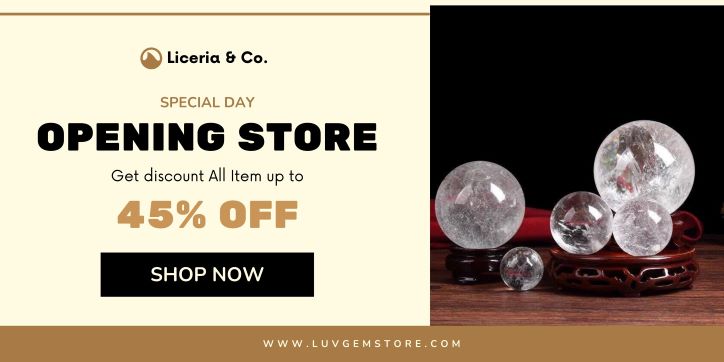 Liceria & Co.
SPECIAL DAY
OPENING STORE
Get discount All Item up to
45% OFF
SHOP NOW
WWW.LUVGEMSTORE.COM